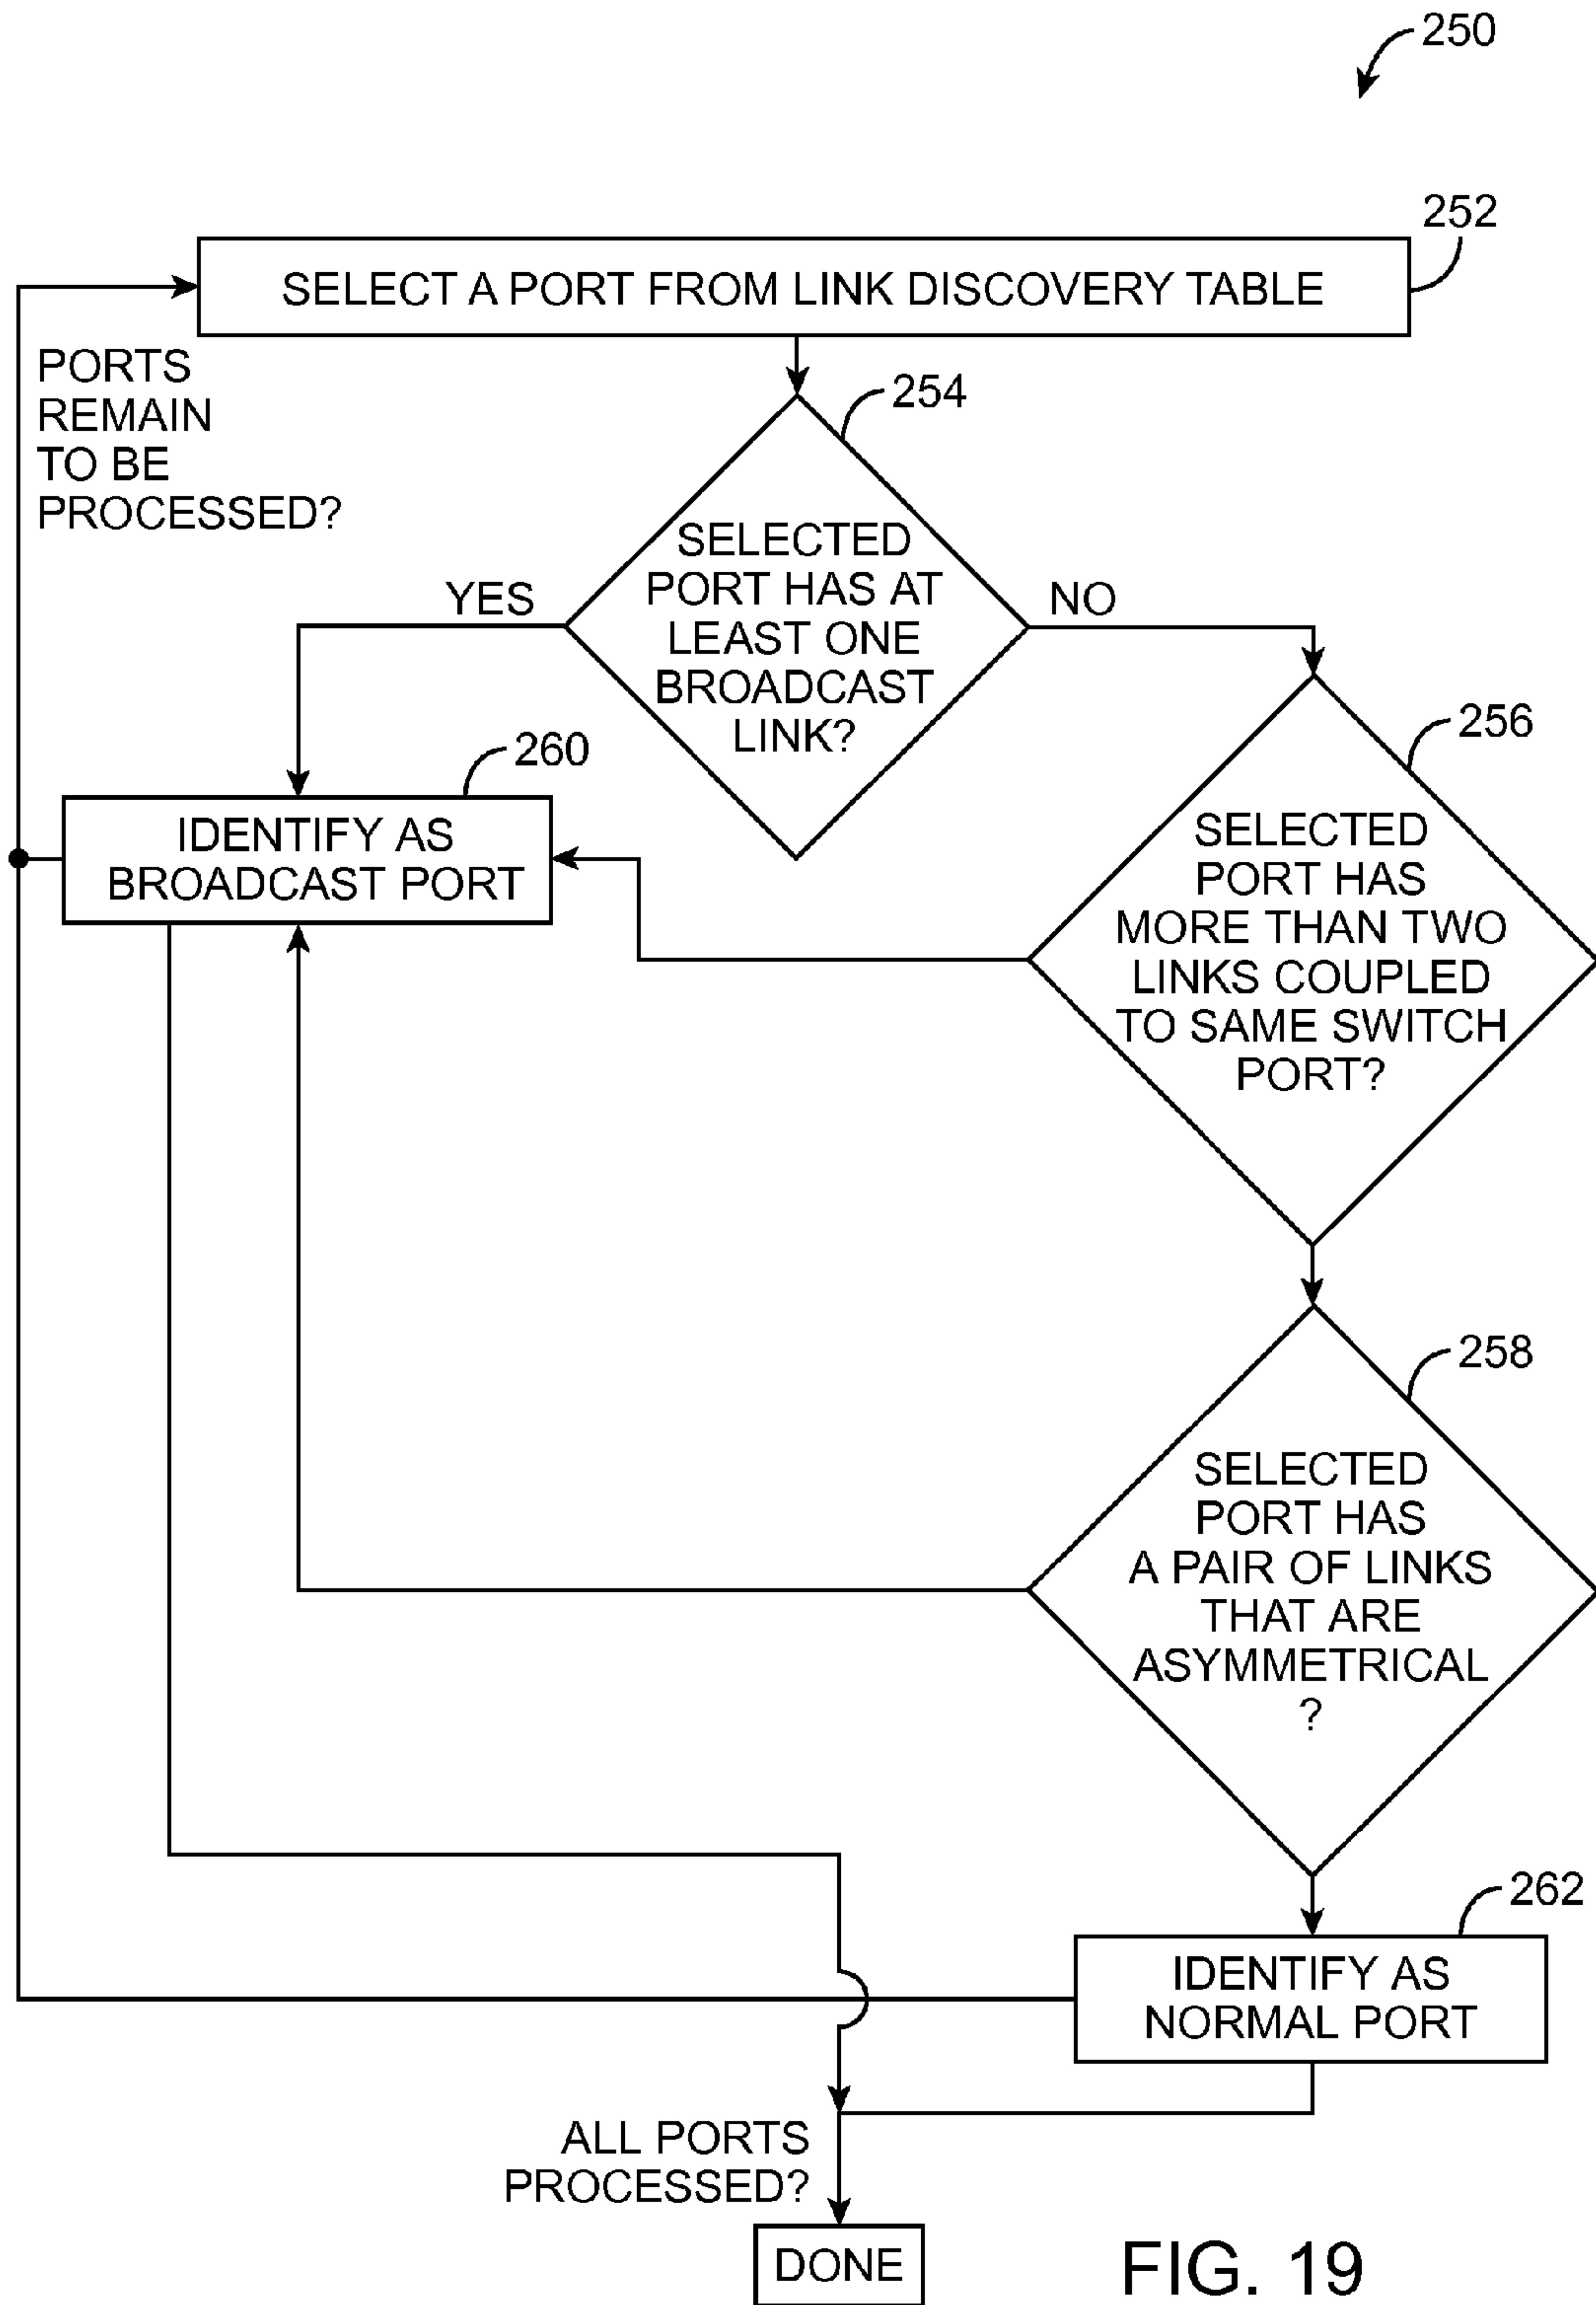 250
252
SELECT A PORT FROM LINK DISCOVERY TABLE
PORTS
REMAIN
TO BE
PROCESSED?
254
SELECTED
PORT HAS AT
LEAST ONE
BROADCAST
LINK?
YES
NO
260
IDENTIFY AS
BROADCAST PORT
256
SELECTED
PORT HAS
MORE THAN TWO
LINKS COUPLED
TO SAME SWITCH
PORT?
258
SELECTED
PORT HAS
A PAIR OF LINKS
THAT ARE
ASYMMETRICAL
?
262
IDENTIFY AS
NORMAL PORT
ALL PORTS
PROCESSED?
DONE
FIG. 19